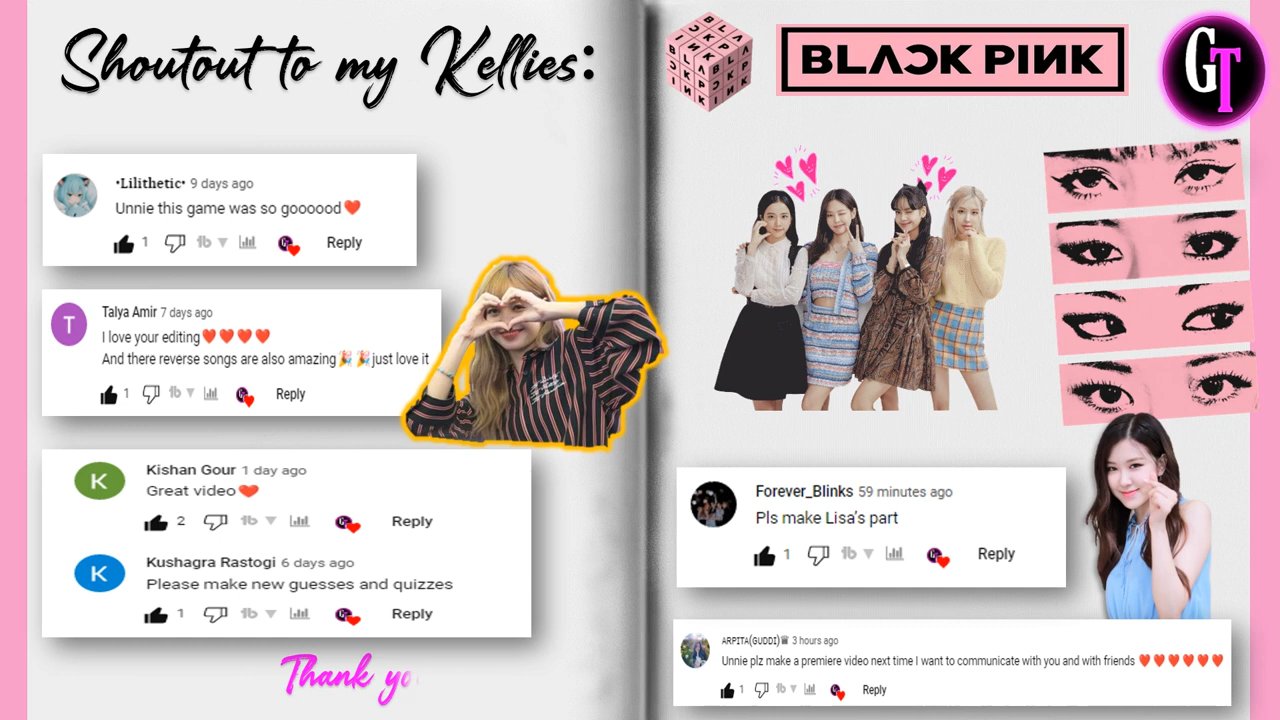 Shoutout to my Kellies:
•Lilithetic• 9 days ago
Unnie this game was so goooood❤️
1 Reply
Talya Amir 7 days ago
I love your editing❤️❤️❤️❤️
And there reverse songs are also amazing🎉🎉just love it
1 Reply
K
Kishan Gour 1 day ago
Great video❤️
2 Reply
K
Kushagra Rastogi 6 days ago
Please make new guesses and quizzes
1 Reply
Thank yo
BLΛƆK PIИK
GT
Forever_Blinks 59 minutes ago
Pls make Lisa's part
1 Reply
ARPITA(GUDDI)♕ 3 hours ago
Unnie plz make a premiere video next time I want to communicate with you and with friends ❤️❤️❤️❤️❤️❤️
1 Reply